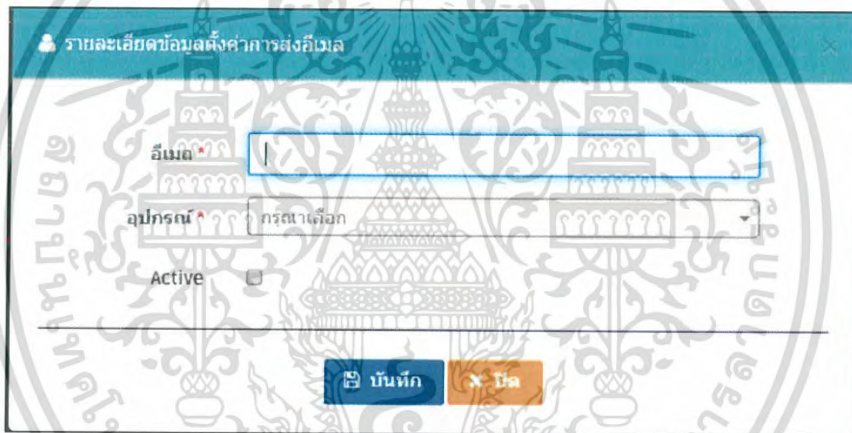 รายละเอียดข้อมูลตั้งค่าการส่งอีเมล
อีเมล *
อุปกรณ์ * กรุณาเลือก
Active
บันทึก × ปิด